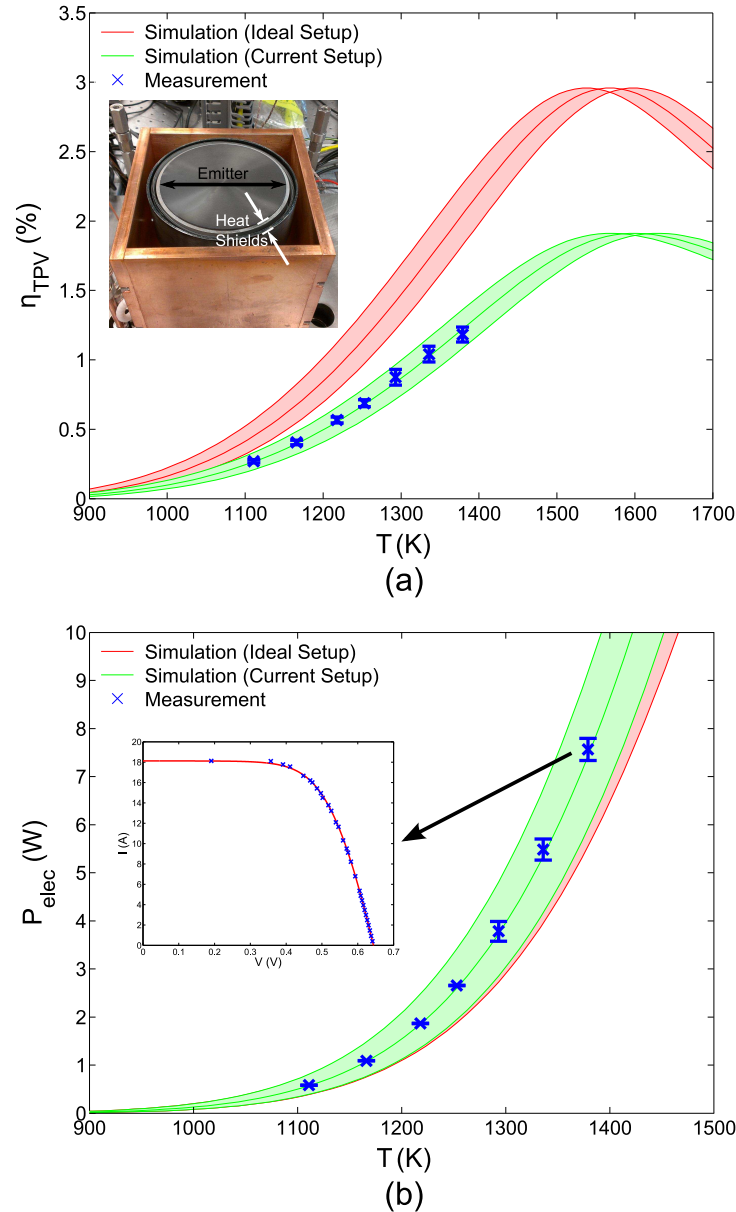 3.5
Simulation (Ideal Setup)
Simulation (Current Setup)
Measurement
3
2.5
2
1.5
1
0.5
0
Emitter
Heat
Shields
η_TPV (%)
900 1000 1100 1200 1300 1400 1500 1600 1700
T (K)
(a)
10
Simulation (Ideal Setup)
Simulation (Current Setup)
Measurement
9
8
7
6
5
4
3
2
1
0
P_elec (W)
20
18
16
14
12
10
8
6
4
2
0
I (A)
0 0.1 0.2 0.3 0.4 0.5 0.6 0.7
V (V)
900 1000 1100 1200 1300 1400 1500
T (K)
(b)